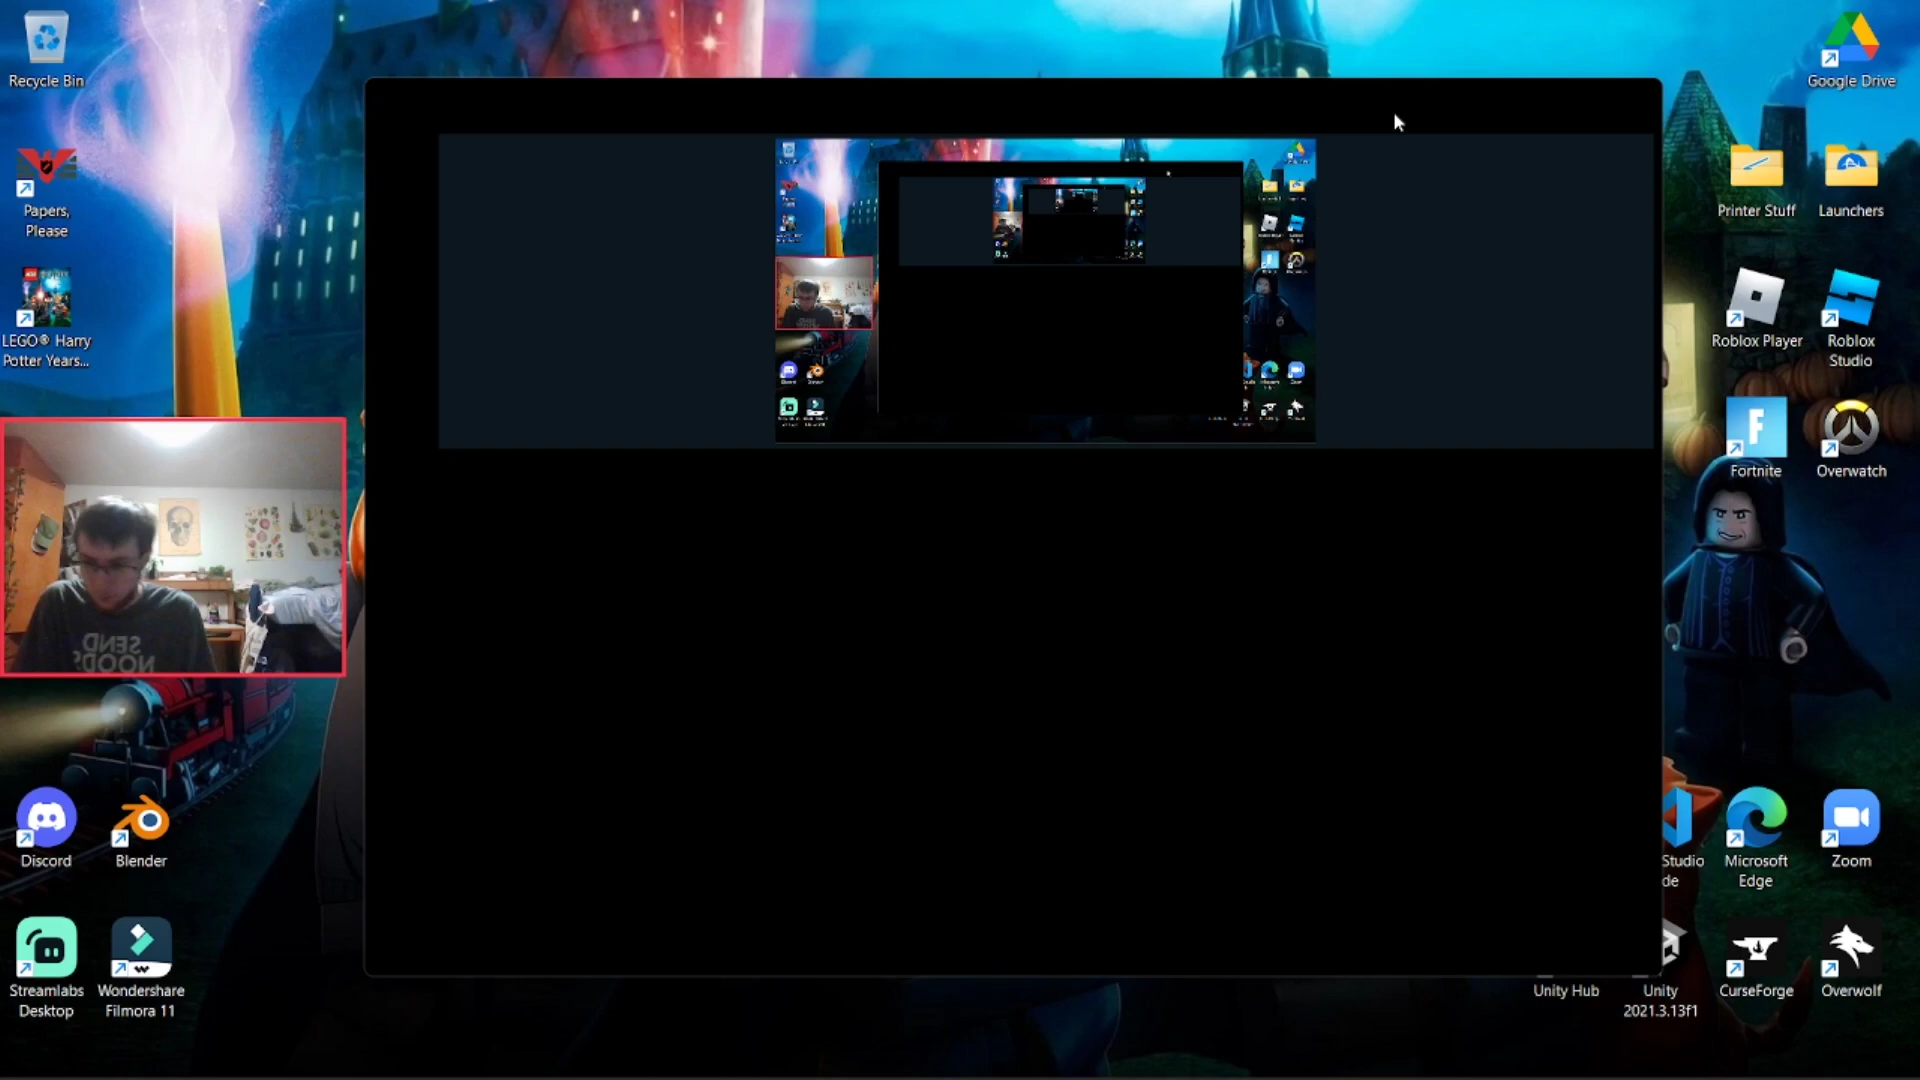 Recycle Bin
Google Drive
Papers,
Please
Printer Stuff
Launchers
LEGO® Harry
Potter Years...
Roblox Player
Roblox
Studio
Fortnite
Overwatch
SEND
NOODS
Discord
Blender
Studio
de
Microsoft
Edge
Zoom
Streamlabs
Desktop
Wondershare
Filmora 11
Unity Hub
Unity
2021.3.13f1
CurseForge
Overwolf